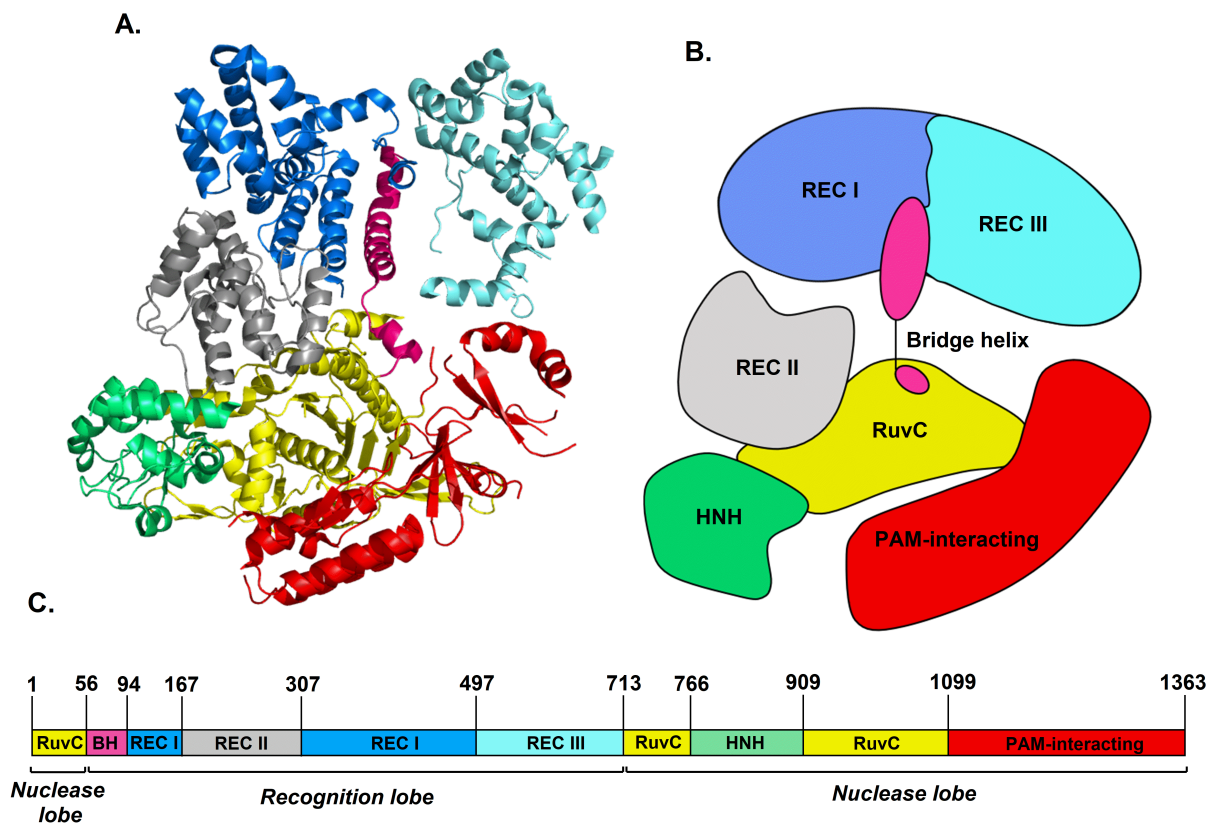 A.
B.
REC I
REC III
Bridge helix
REC II
RuvC
HNH
PAM-interacting
C.
1 56 94 167 307 497 713 766 909 1099 1363
RuvC BH REC I REC II REC I REC III RuvC HNH RuvC PAM-interacting
Nuclease lobe
Recognition lobe
Nuclease lobe